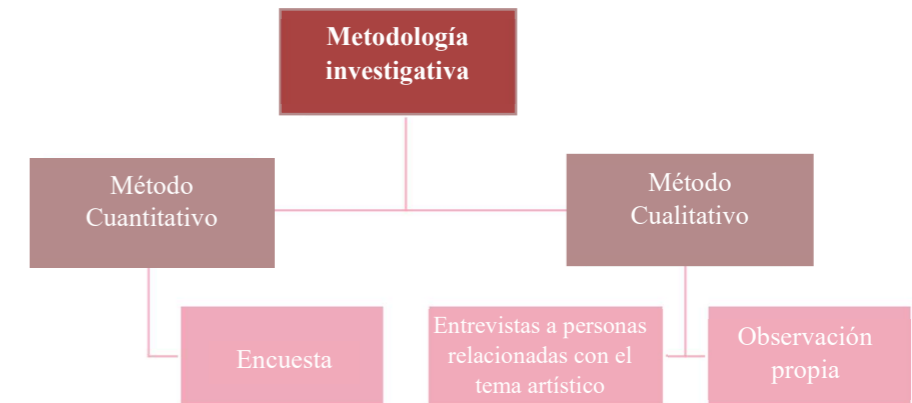 Metodología
investigativa
Método
Cuantitativo
Método
Cualitativo
Encuesta
Entrevistas a personas
relacionadas con el
tema artístico
Observación
propia